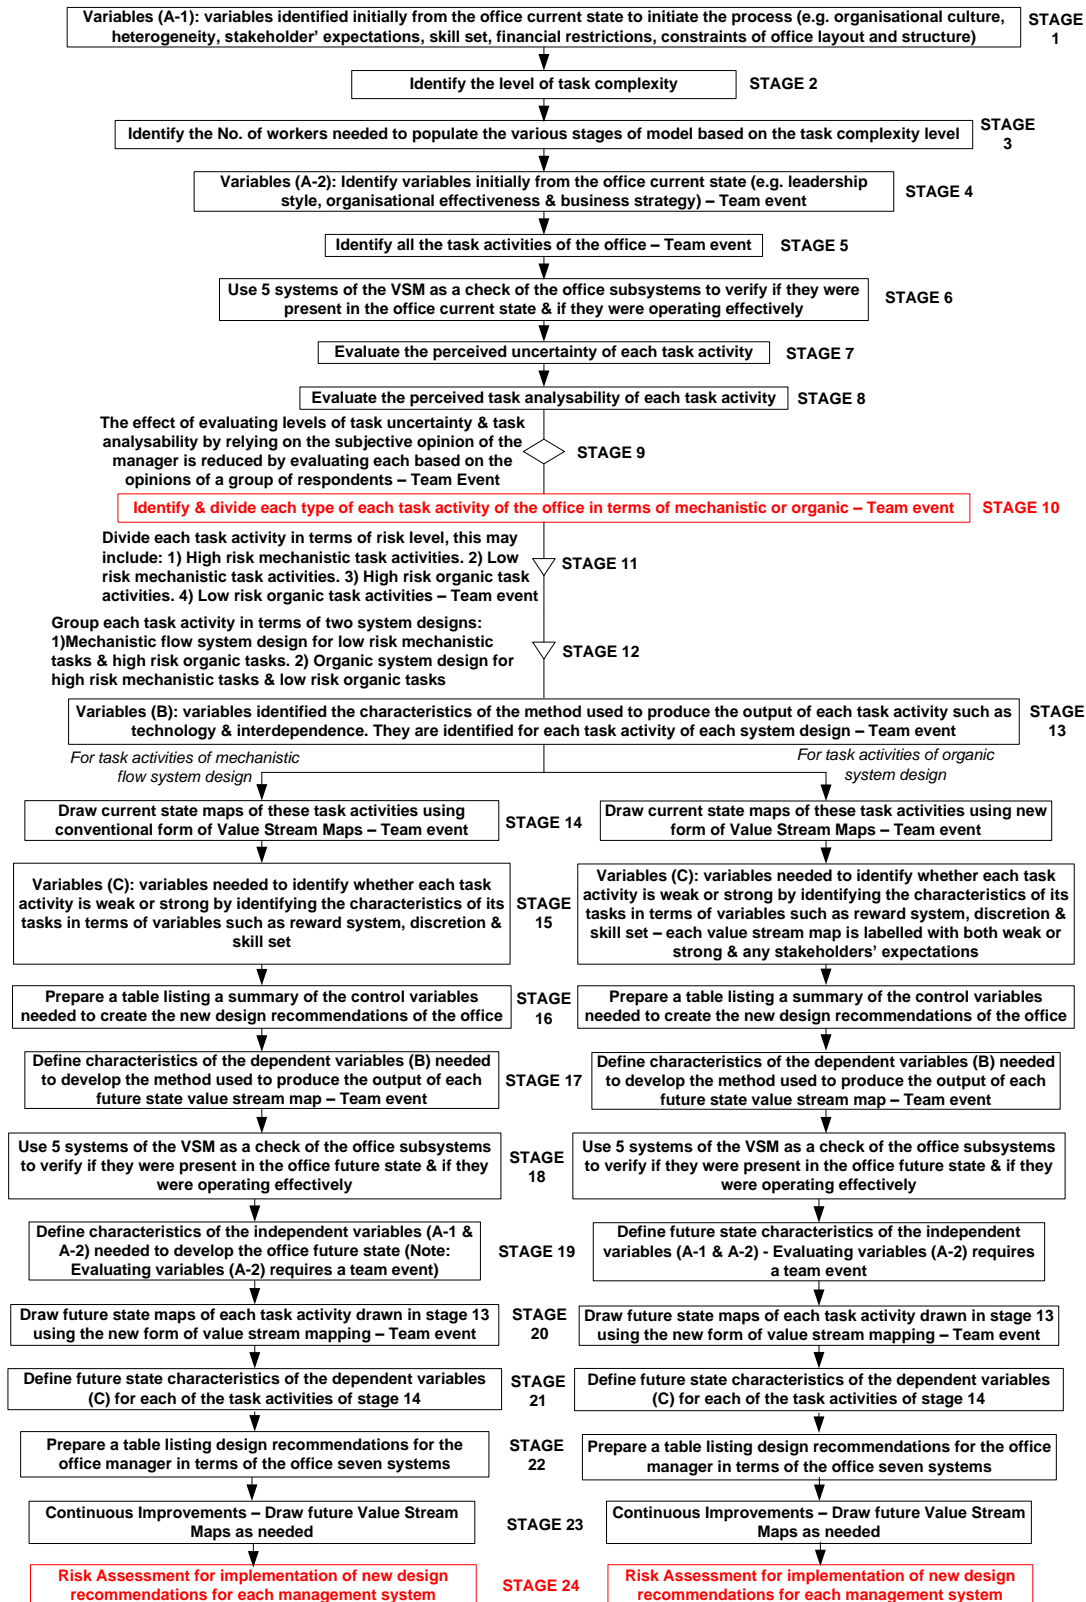 Variables (A-1): variables identified initially from the office current state to initiate the process (e.g. organisational culture,
heterogeneity, stakeholder' expectations, skill set, financial restrictions, constraints of office layout and structure)
STAGE
1
Identify the level of task complexity
STAGE 2
Identify the No. of workers needed to populate the various stages of model based on the task complexity level
STAGE
3
Variables (A-2): Identify variables initially from the office current state (e.g. leadership
style, organisational effectiveness & business strategy) – Team event
STAGE 4
Identify all the task activities of the office – Team event
STAGE 5
Use 5 systems of the VSM as a check of the office subsystems to verify if they were
present in the office current state & if they were operating effectively
STAGE 6
Evaluate the perceived uncertainty of each task activity
STAGE 7
Evaluate the perceived task analysability of each task activity
STAGE 8
The effect of evaluating levels of task uncertainty & task
analysability by relying on the subjective opinion of the
manager is reduced by evaluating each based on the
opinions of a group of respondents – Team Event
STAGE 9
Identify & divide each type of each task activity of the office in terms of mechanistic or organic – Team event
STAGE 10
Divide each task activity in terms of risk level, this may
include: 1) High risk mechanistic task activities. 2) Low
risk mechanistic task activities. 3) High risk organic task
activities. 4) Low risk organic task activities – Team event
STAGE 11
Group each task activity in terms of two system designs:
1)Mechanistic flow system design for low risk mechanistic
tasks & high risk organic tasks. 2) Organic system design for
high risk mechanistic tasks & low risk organic tasks
STAGE 12
Variables (B): variables identified the characteristics of the method used to produce the output of each task activity such as
technology & interdependence. They are identified for each task activity of each system design – Team event
STAGE
13
For task activities of mechanistic
flow system design
For task activities of organic
system design
Draw current state maps of these task activities using
conventional form of Value Stream Maps – Team event
STAGE 14
Draw current state maps of these task activities using new
form of Value Stream Maps – Team event
Variables (C): variables needed to identify whether each task
activity is weak or strong by identifying the characteristics of its
tasks in terms of variables such as reward system, discretion &
skill set
STAGE
15
Variables (C): variables needed to identify whether each task
activity is weak or strong by identifying the characteristics of its
tasks in terms of variables such as reward system, discretion &
skill set – each value stream map is labelled with both weak or
strong & any stakeholders' expectations
Prepare a table listing a summary of the control variables
needed to create the new design recommendations of the office
STAGE
16
Prepare a table listing a summary of the control variables
needed to create the new design recommendations of the office
Define characteristics of the dependent variables (B) needed
to develop the method used to produce the output of each
future state value stream map – Team event
STAGE 17
Define characteristics of the dependent variables (B) needed
to develop the method used to produce the output of each
future state value stream map – Team event
Use 5 systems of the VSM as a check of the office subsystems
to verify if they were present in the office future state & if they
were operating effectively
STAGE
18
Use 5 systems of the VSM as a check of the office subsystems
to verify if they were present in the office future state & if they
were operating effectively
Define characteristics of the independent variables (A-1 &
A-2) needed to develop the office future state (Note:
Evaluating variables (A-2) requires a team event)
STAGE 19
Define future state characteristics of the independent
variables (A-1 & A-2) - Evaluating variables (A-2) requires
a team event
Draw future state maps of each task activity drawn in stage 13
using the new form of value stream mapping – Team event
STAGE
20
Draw future state maps of each task activity drawn in stage 13
using the new form of value stream mapping – Team event
Define future state characteristics of the dependent variables
(C) for each of the task activities of stage 14
STAGE
21
Define future state characteristics of the dependent variables
(C) for each of the task activities of stage 14
Prepare a table listing design recommendations for the
office manager in terms of the office seven systems
STAGE
22
Prepare a table listing design recommendations for the office
manager in terms of the office seven systems
Continuous Improvements – Draw future Value Stream
Maps as needed
STAGE 23
Continuous Improvements – Draw future Value Stream
Maps as needed
Risk Assessment for implementation of new design
recommendations for each management system
STAGE 24
Risk Assessment for implementation of new design
recommendations for each management system